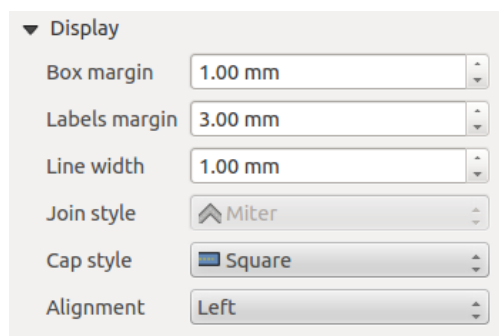 Display
Box margin 1.00 mm
Labels margin 3.00 mm
Line width 1.00 mm
Join style Miter
Cap style Square
Alignment Left